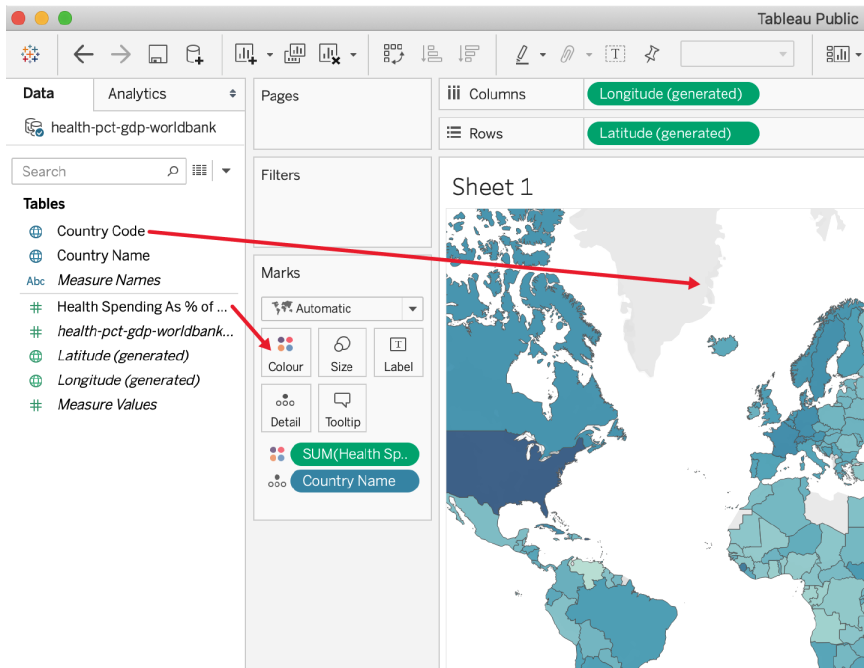 Tableau Public
Data
Analytics
health-pct-gdp-worldbank
Search
Tables
Country Code
Country Name
Abc Measure Names
Health Spending As % of ...
health-pct-gdp-worldbank...
Latitude (generated)
Longitude (generated)
Measure Values
Pages
Filters
Marks
Automatic
Colour
Size
T
Label
Detail
Tooltip
SUM(Health Sp..
Country Name
T
Columns
Longitude (generated)
Rows
Latitude (generated)
Sheet 1